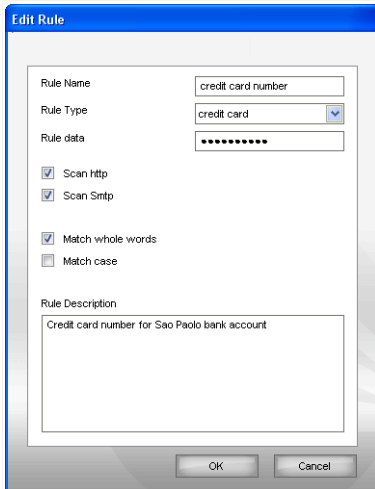 Edit Rule
Rule Name
credit card number
Rule Type
credit card
Rule data
••••••••••
Scan http
Scan Smtp
Match whole words
Match case
Rule Description
Credit card number for Sao Paolo bank account
OK
Cancel